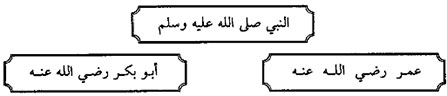 النبي صلى الله عليه وسلم
عمر رضي الله عنه
أبو بكر رضي الله عنه